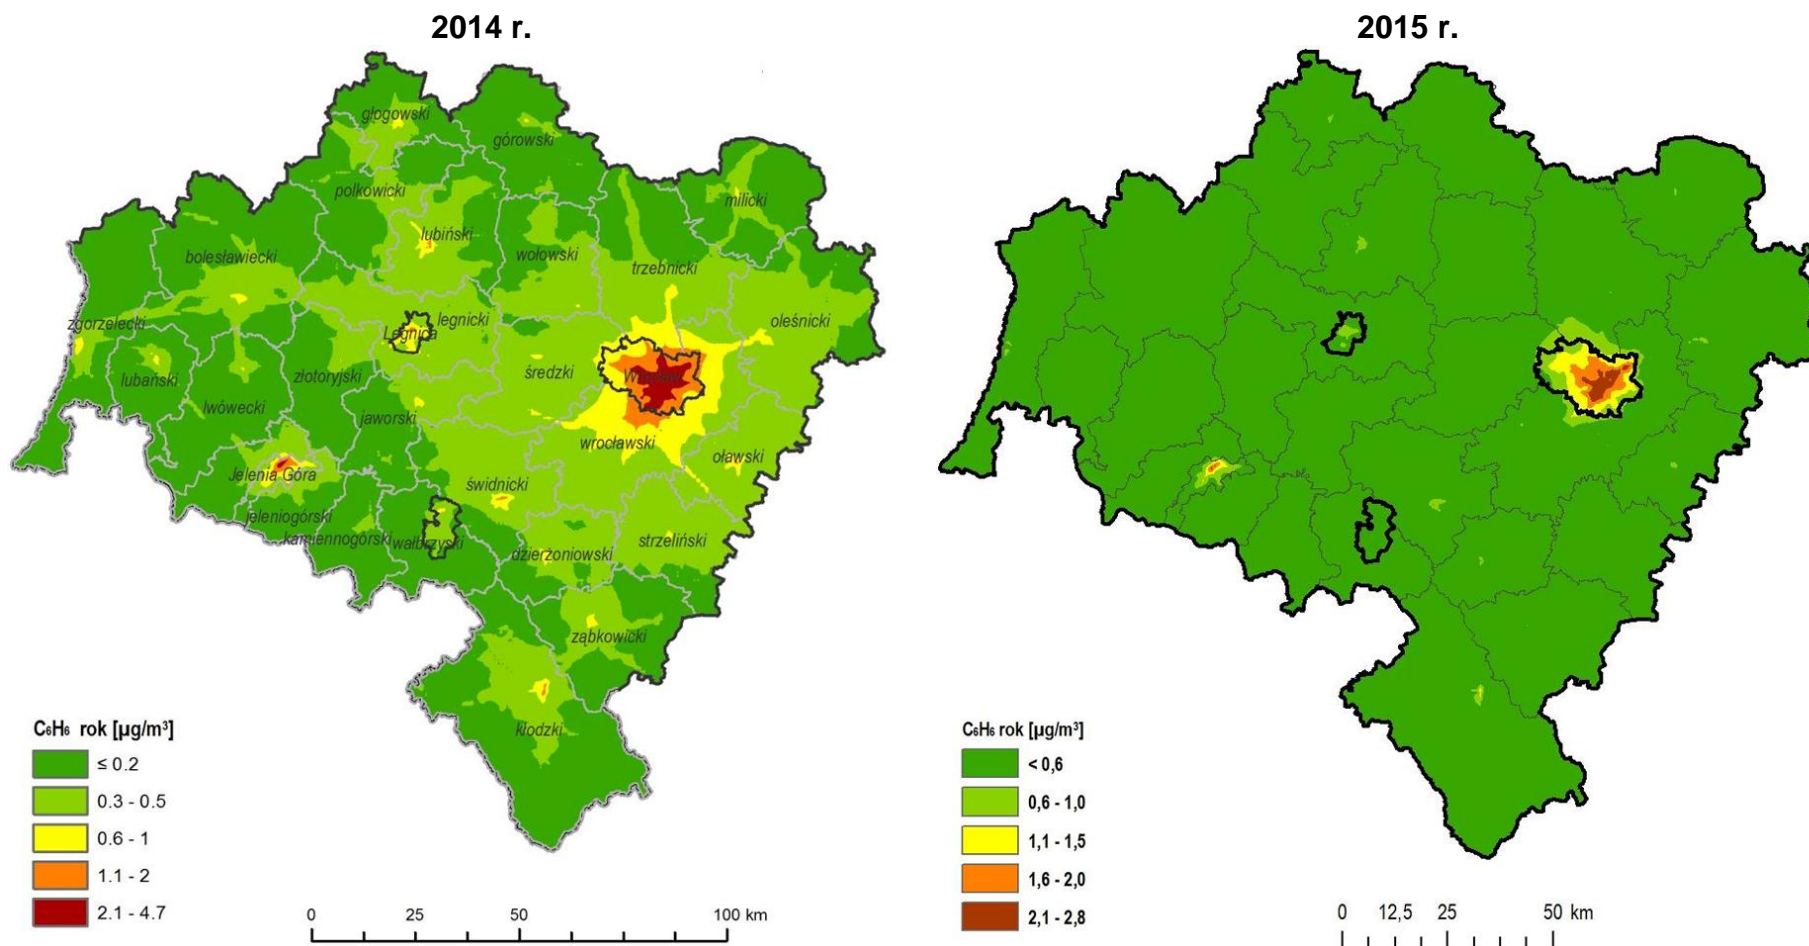 2014 r.
2015 r.
głogowski
górowski
polkowicki
milicki
lubiński
bolesławiecki
wołowski
trzebnicki
zgorzelecki
legnicki
Legnica
oleśnicki
lubański
złotoryjski
średzki
lwówecki
jaworski
wrocławski
oławski
Jelenia Góra
świdnicki
jeleniogórski
kamiennogórski
wałbrzyski
dzierżoniowski
strzeliński
ząbkowicki
kłodzki
C₆H₆ rok [µg/m³]
≤ 0.2
0.3 - 0.5
0.6 - 1
1.1 - 2
2.1 - 4.7
0 25 50 100 km
C₆H₆ rok [µg/m³]
< 0,6
0,6 - 1,0
1,1 - 1,5
1,6 - 2,0
2,1 - 2,8
0 12,5 25 50 km